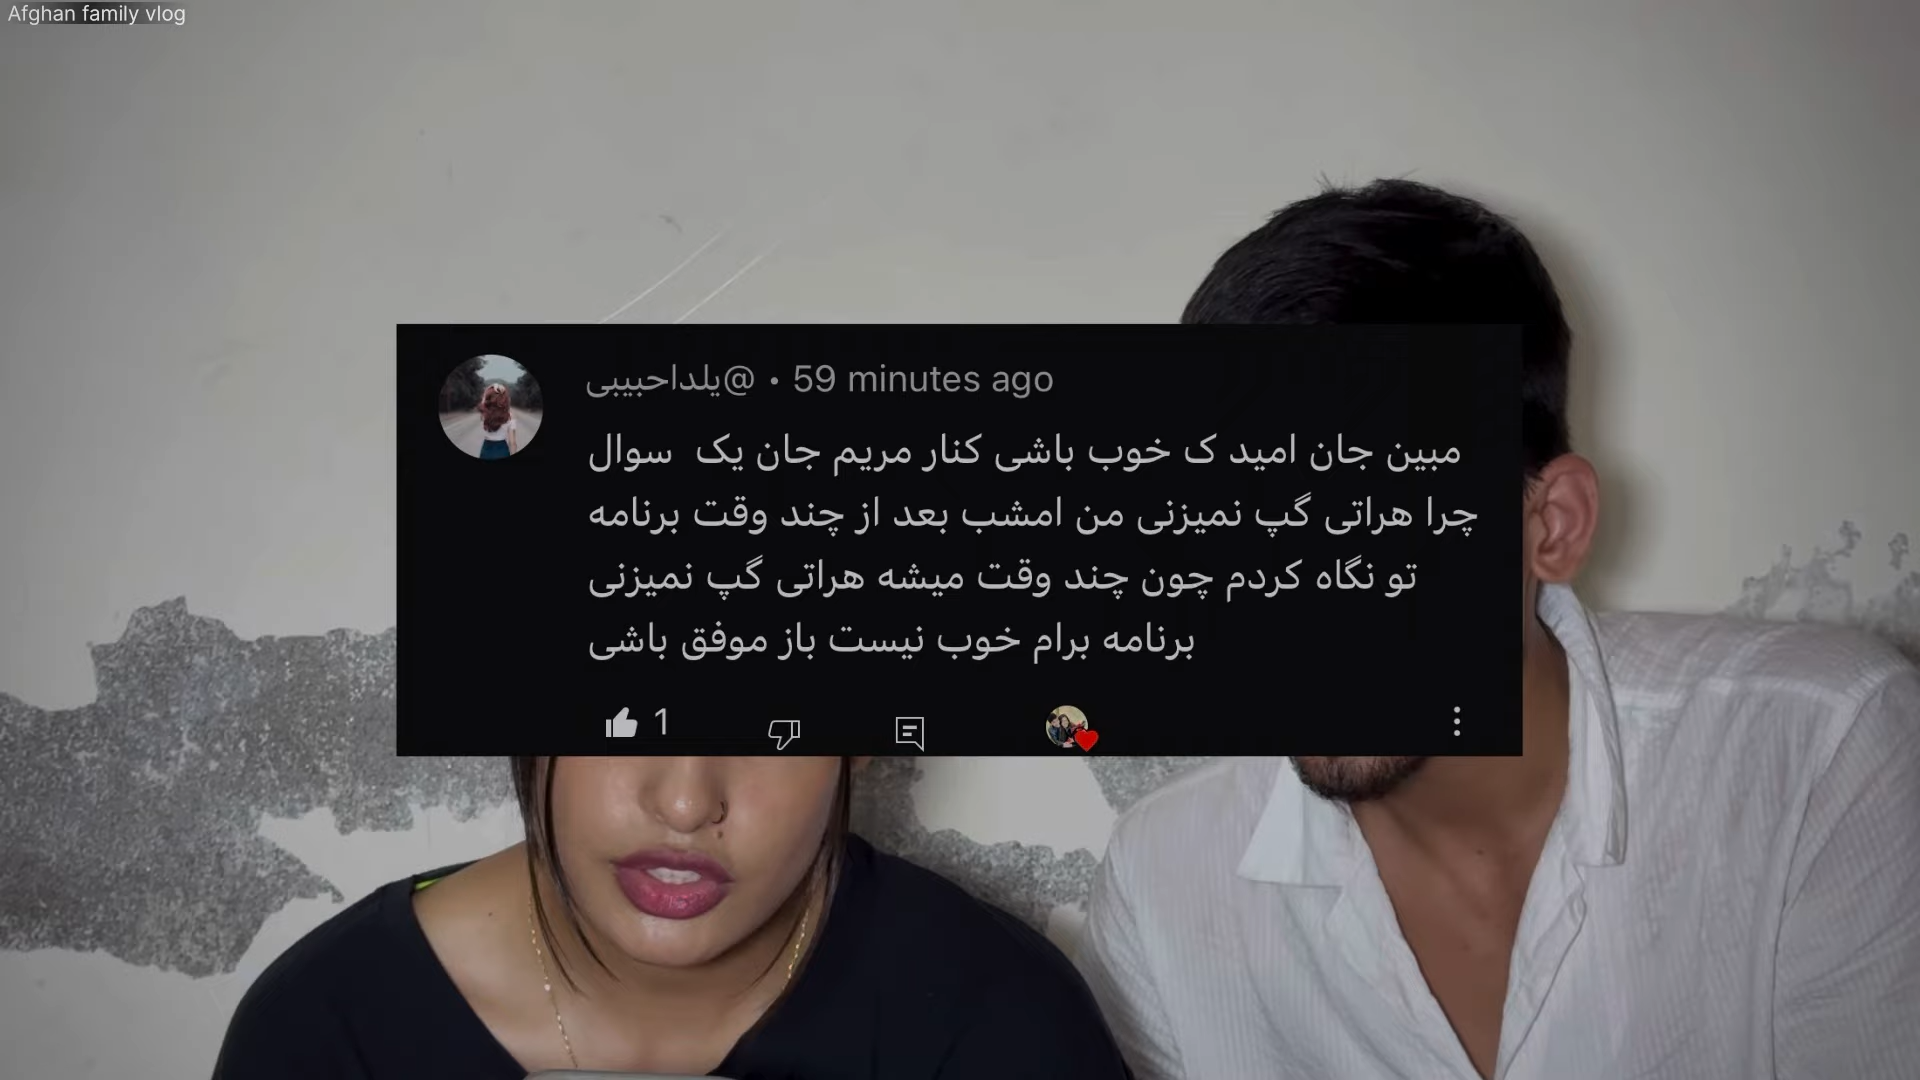 Afghan family vlog
@یلداحبیبی • 59 minutes ago
مبین جان امید ک خوب باشی کنار مریم جان یک سوال
چرا هراتی گپ نمیزنی من امشب بعد از چند وقت برنامه
تو نگاه کردم چون چند وقت میشه هراتی گپ نمیزنی
برنامه برام خوب نیست باز موفق باشی
1